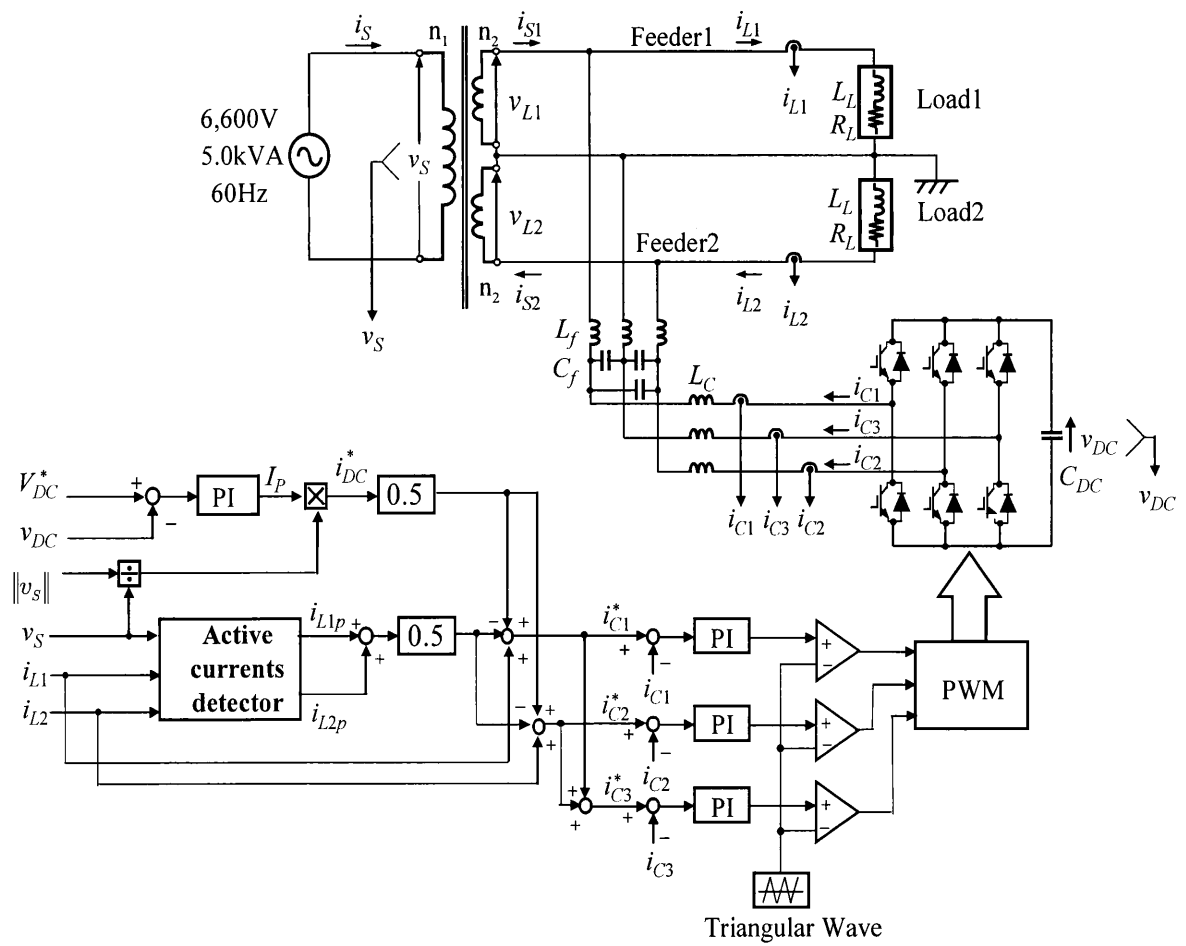 i_S
n_1
n_2
i_S1
Feeder1
i_L1
i_L1
L_L
R_L
Load1
6,600V
5.0kVA
60Hz
v_S
v_L1
v_L2
L_L
R_L
Load2
Feeder2
n_2
i_S2
i_L2
i_L2
v_S
L_f
C_f
L_C
i_C1
i_C3
i_C2
v_DC
C_DC
v_DC
i_C1
i_C3
i_C2
V*_DC
+
−
PI
I_P
×
i*_DC
0.5
v_DC
÷
||v_S||
v_S
i_L1
i_L2
Active
currents
detector
i_L1p
+
+
i_L2p
0.5
− +
+
i*_C1
+
−
i_C1
PI
+
−
PWM
− +
+
i*_C2
+
−
i_C2
PI
+
−
+
+
i*_C3
+
−
i_C3
PI
+
−
Triangular Wave